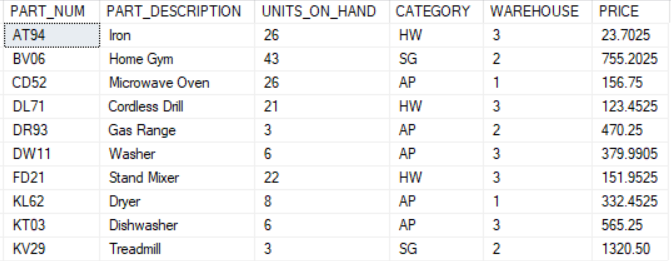 PART_NUM PART_DESCRIPTION UNITS_ON_HAND CATEGORY WAREHOUSE PRICE
AT94 Iron 26 HW 3 23.7025
BV06 Home Gym 43 SG 2 755.2025
CD52 Microwave Oven 26 AP 1 156.75
DL71 Cordless Drill 21 HW 3 123.4525
DR93 Gas Range 3 AP 2 470.25
DW11 Washer 6 AP 3 379.9905
FD21 Stand Mixer 22 HW 3 151.9525
KL62 Dryer 8 AP 1 332.4525
KT03 Dishwasher 6 AP 3 565.25
KV29 Treadmill 3 SG 2 1320.50